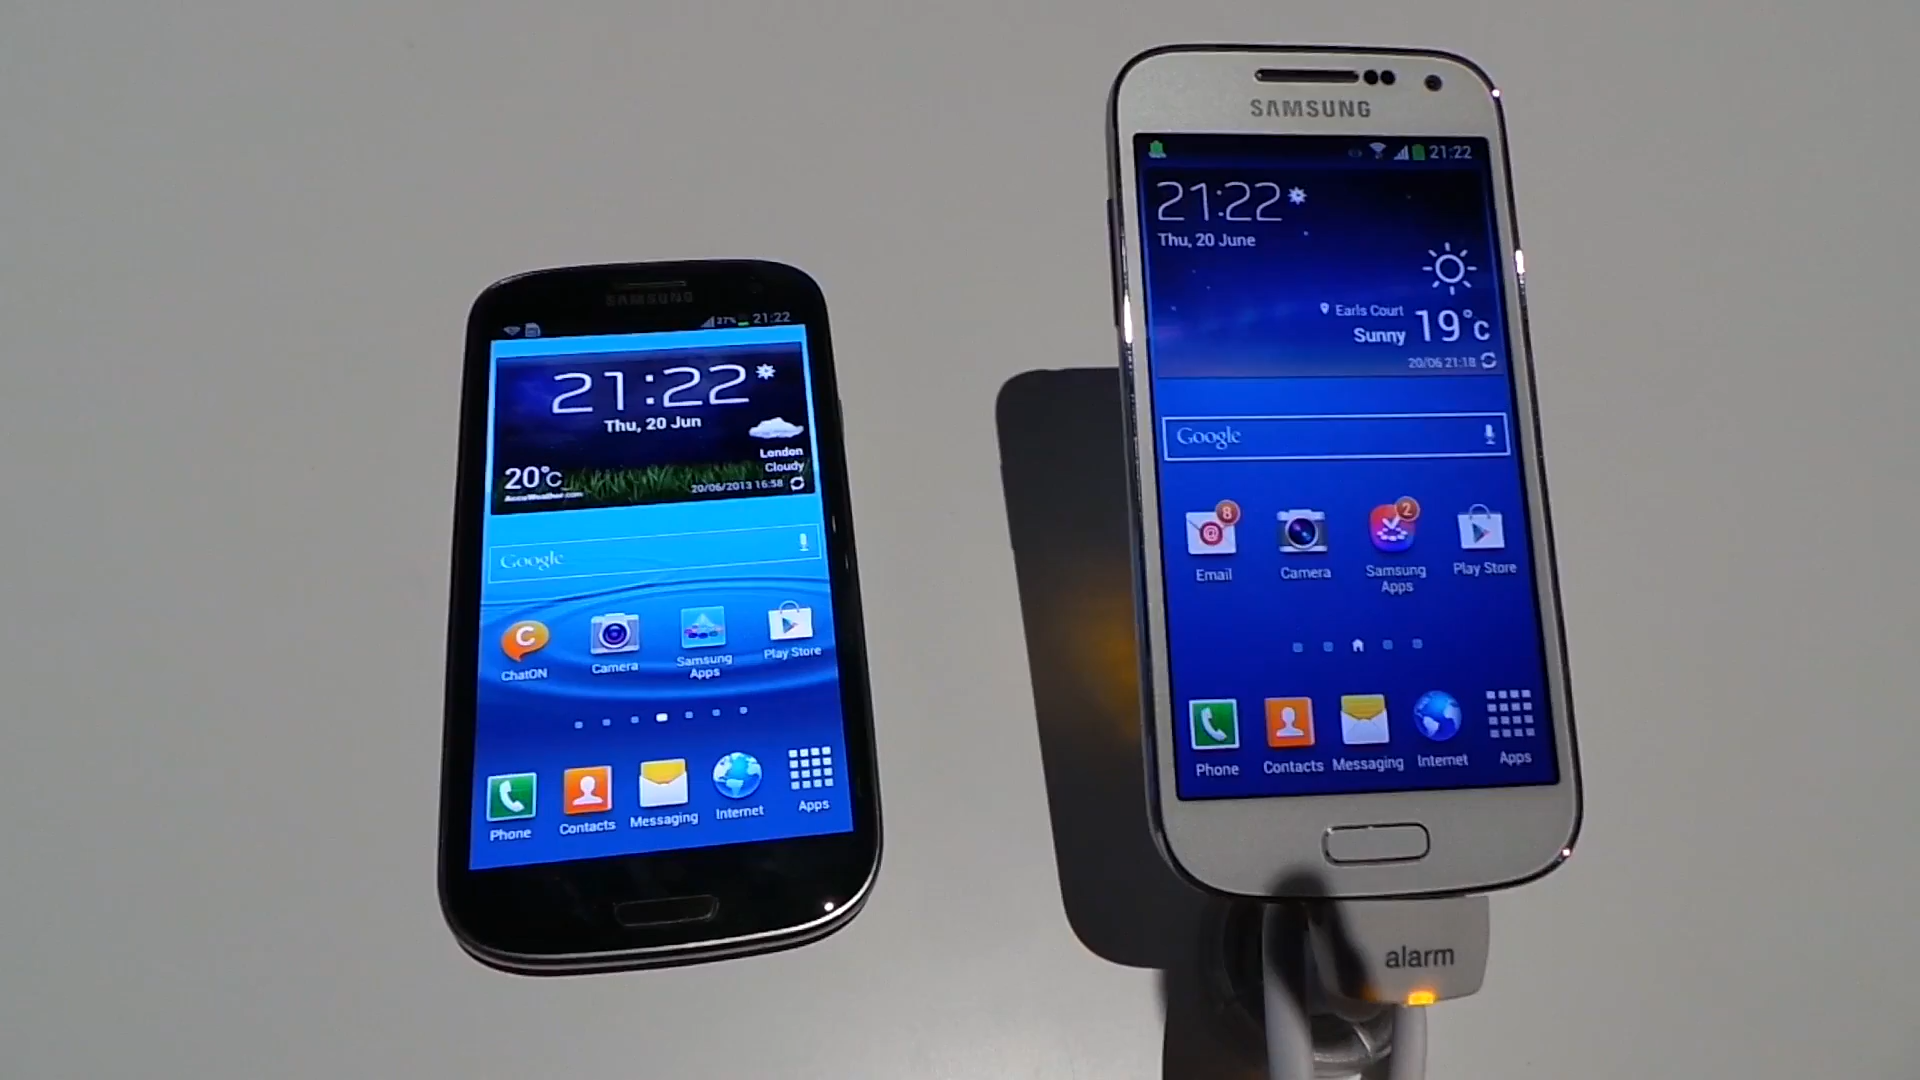 SAMSUNG
27% 21:22
21:22
Thu, 20 Jun
London
Cloudy
20°C
AccuWeather.com
20/06/2013 16:58
Google
ChatON
Camera
Samsung Apps
Play Store
Phone
Contacts
Messaging
Internet
Apps
SAMSUNG
21:22
21:22
Thu, 20 June
Earls Court
Sunny 19°c
20/06 21:18
Google
8
2
Email
Camera
Samsung
Apps
Play Store
Phone
Contacts
Messaging
Internet
Apps
alarm